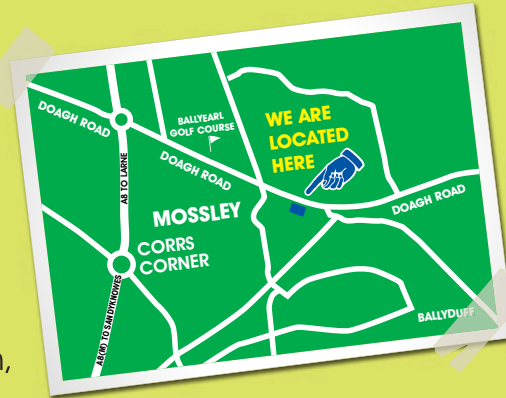 DOAGH ROAD
BALLYEARL
GOLF COURSE
WE ARE
LOCATED
HERE
A8 TO LARNE
DOAGH ROAD
DOAGH ROAD
MOSSLEY
CORRS
CORNER
A8(M) TO SANDYKNOWES
BALLYDUFF